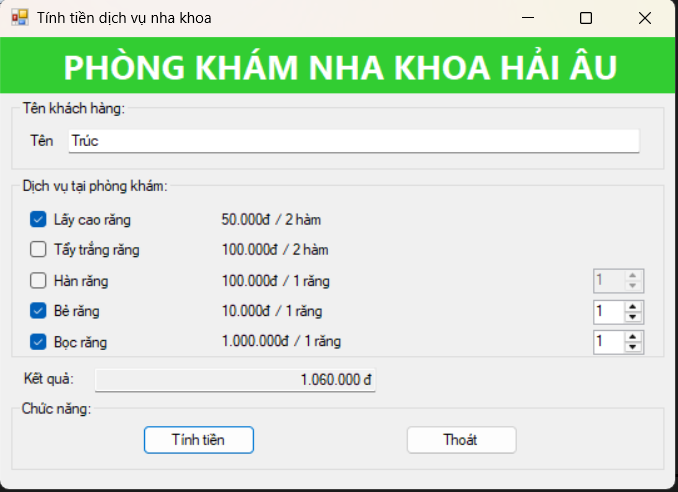 Tính tiền dịch vụ nha khoa
PHÒNG KHÁM NHA KHOA HẢI ÂU
Tên khách hàng:
Tên Trúc
Dịch vụ tại phòng khám:
Lấy cao răng 50.000đ / 2 hàm
Tẩy trắng răng 100.000đ / 2 hàm
Hàn răng 100.000đ / 1 răng 1
Bẻ răng 10.000đ / 1 răng 1
Bọc răng 1.000.000đ / 1 răng 1
Kết quả: 1.060.000 đ
Chức năng:
Tính tiền Thoát